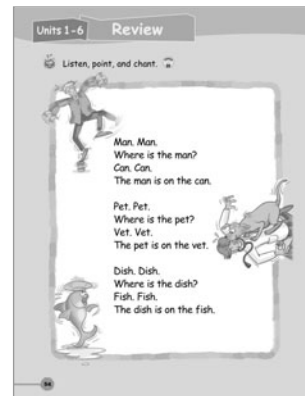 Units 1-6 Review
Listen, point, and chant.
Man. Man.
Where is the man?
Can. Can.
The man is on the can.
Pet. Pet.
Where is the pet?
Vet. Vet.
The pet is on the vet.
Dish. Dish.
Where is the dish?
Fish. Fish.
The dish is on the fish.